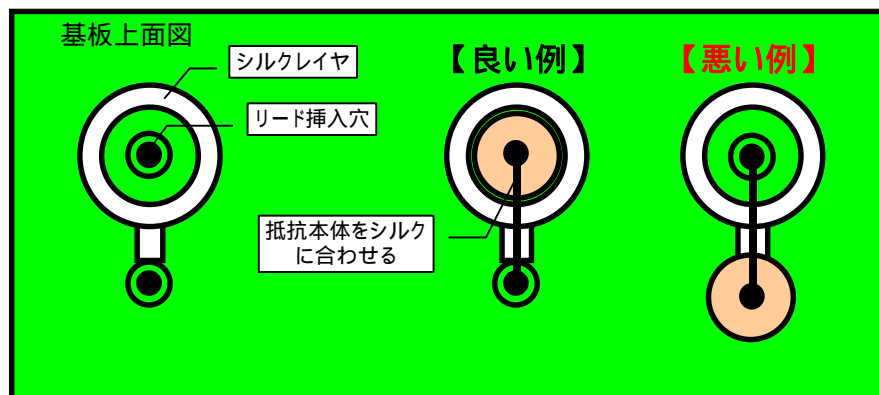 基板上面図
シルクレイヤ
リード挿入穴
【良い例】
【悪い例】
抵抗本体をシルク
に合わせる